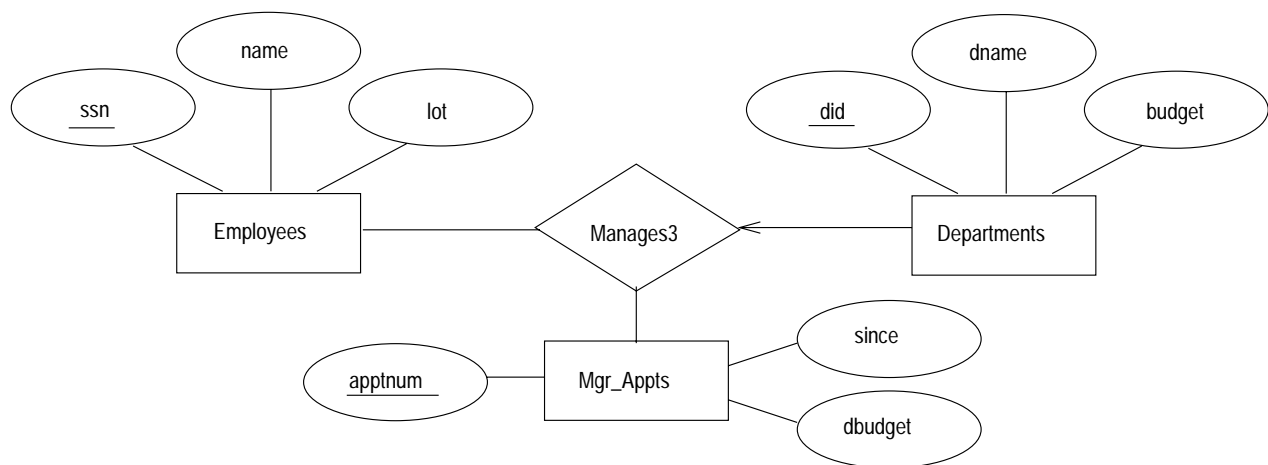 name
dname
ssn
lot
did
budget
Employees
Manages3
Departments
since
apptnum
Mgr_Appts
dbudget